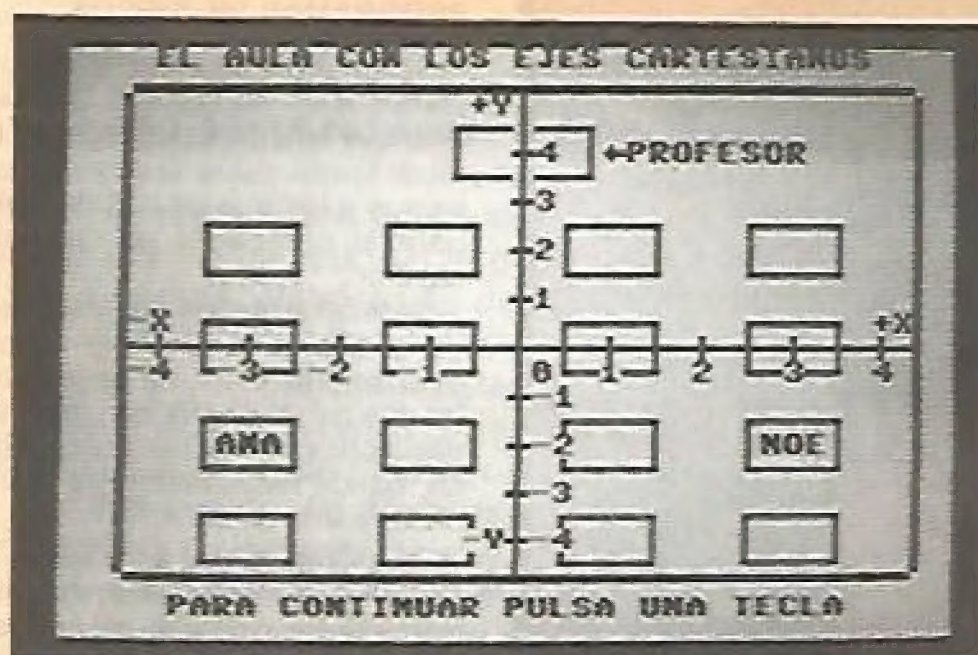 EL AULA CON LOS EJES CARTESIANOS
+Y
4 ←PROFESOR
3
2
1
-X +X
-4 -3 -2 -1 0 1 2 3 4
-1
ANA -2 NOE
-3
-Y -4
PARA CONTINUAR PULSA UNA TECLA